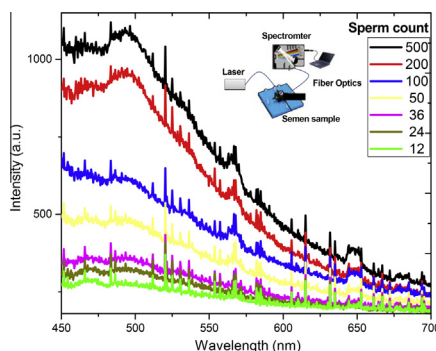 Sperm count
500
200
100
50
36
24
12
Spectromter
Laser
Fiber Optics
Semen sample
Intensity (a.u.)
1000
500
450
500
550
600
650
700
Wavelength (nm)